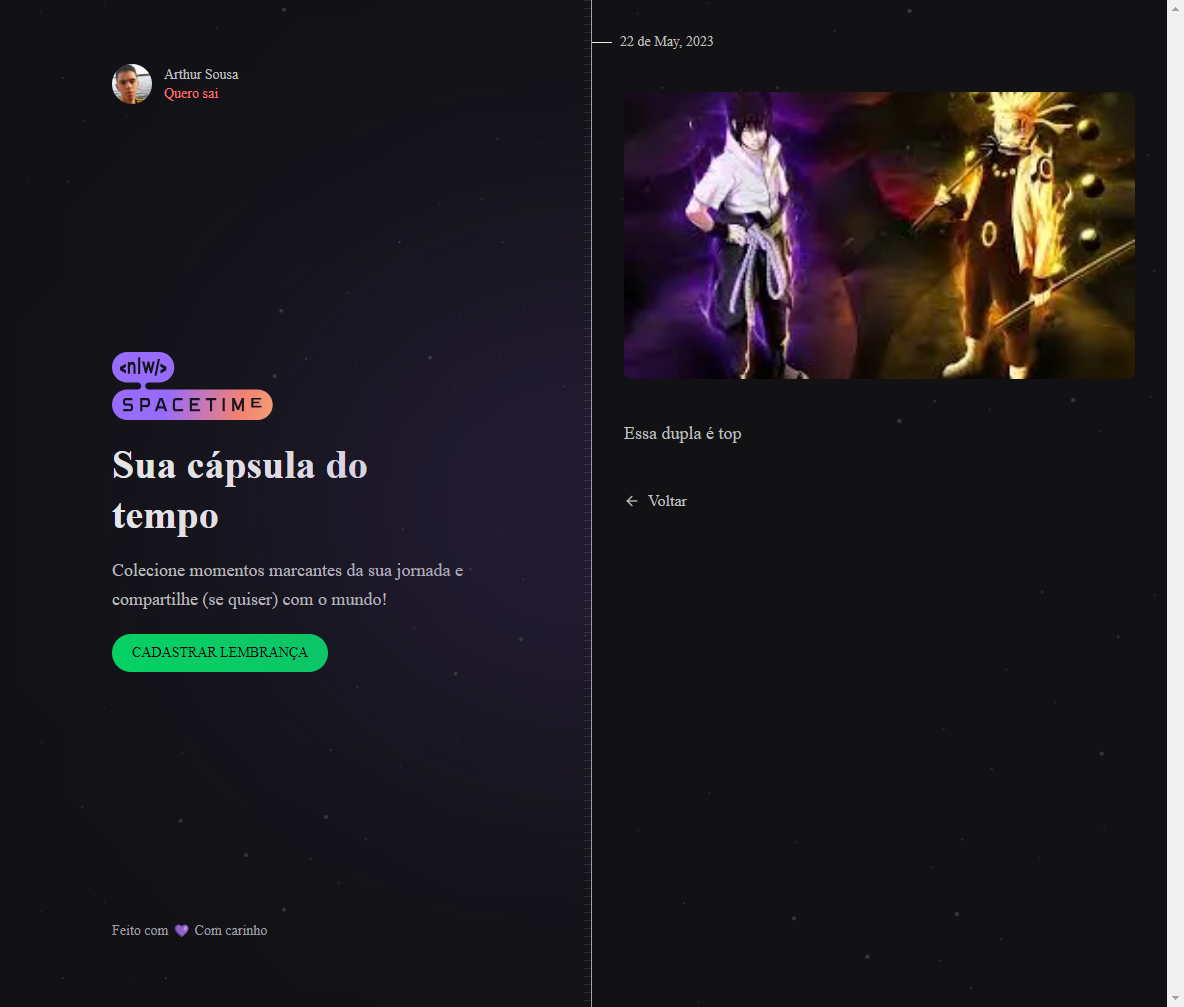 Arthur Sousa
Quero sai
<nlw/>
SPACETIME
Sua cápsula do
tempo
Colecione momentos marcantes da sua jornada e
compartilhe (se quiser) com o mundo!
CADASTRAR LEMBRANÇA
Feito com 💜 Com carinho
22 de May, 2023
Essa dupla é top
← Voltar